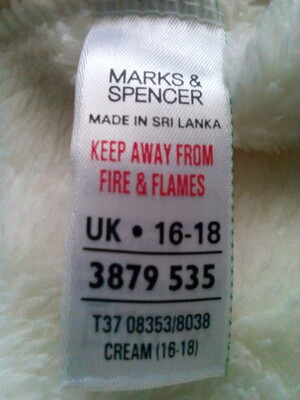 MARKS &
SPENCER
MADE IN SRI LANKA
KEEP AWAY FROM
FIRE & FLAMES
UK • 16-18
3879 535
T37 08353/8038
CREAM (16-18)